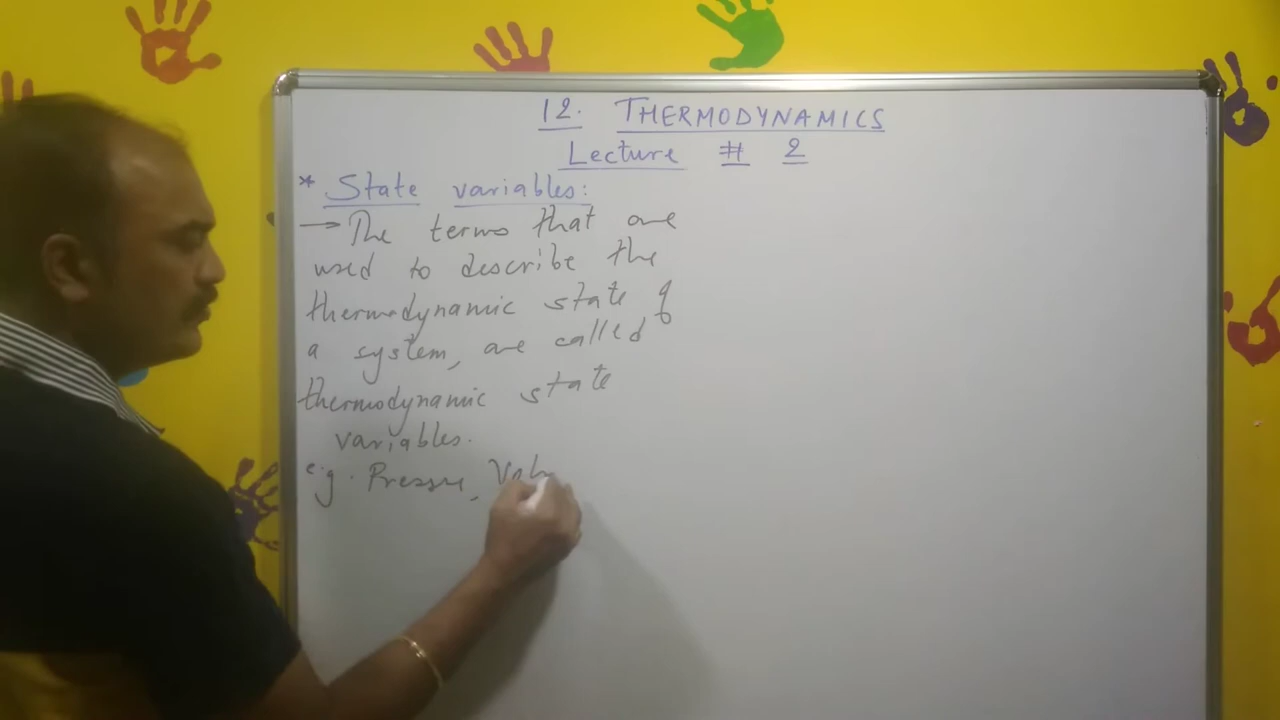 12. THERMODYNAMICS
Lecture # 2
* State variables:
→ The terms that are
used to describe the
thermodynamic state of
a system, are called
thermodynamic state
variables.
e.g. Pressure,